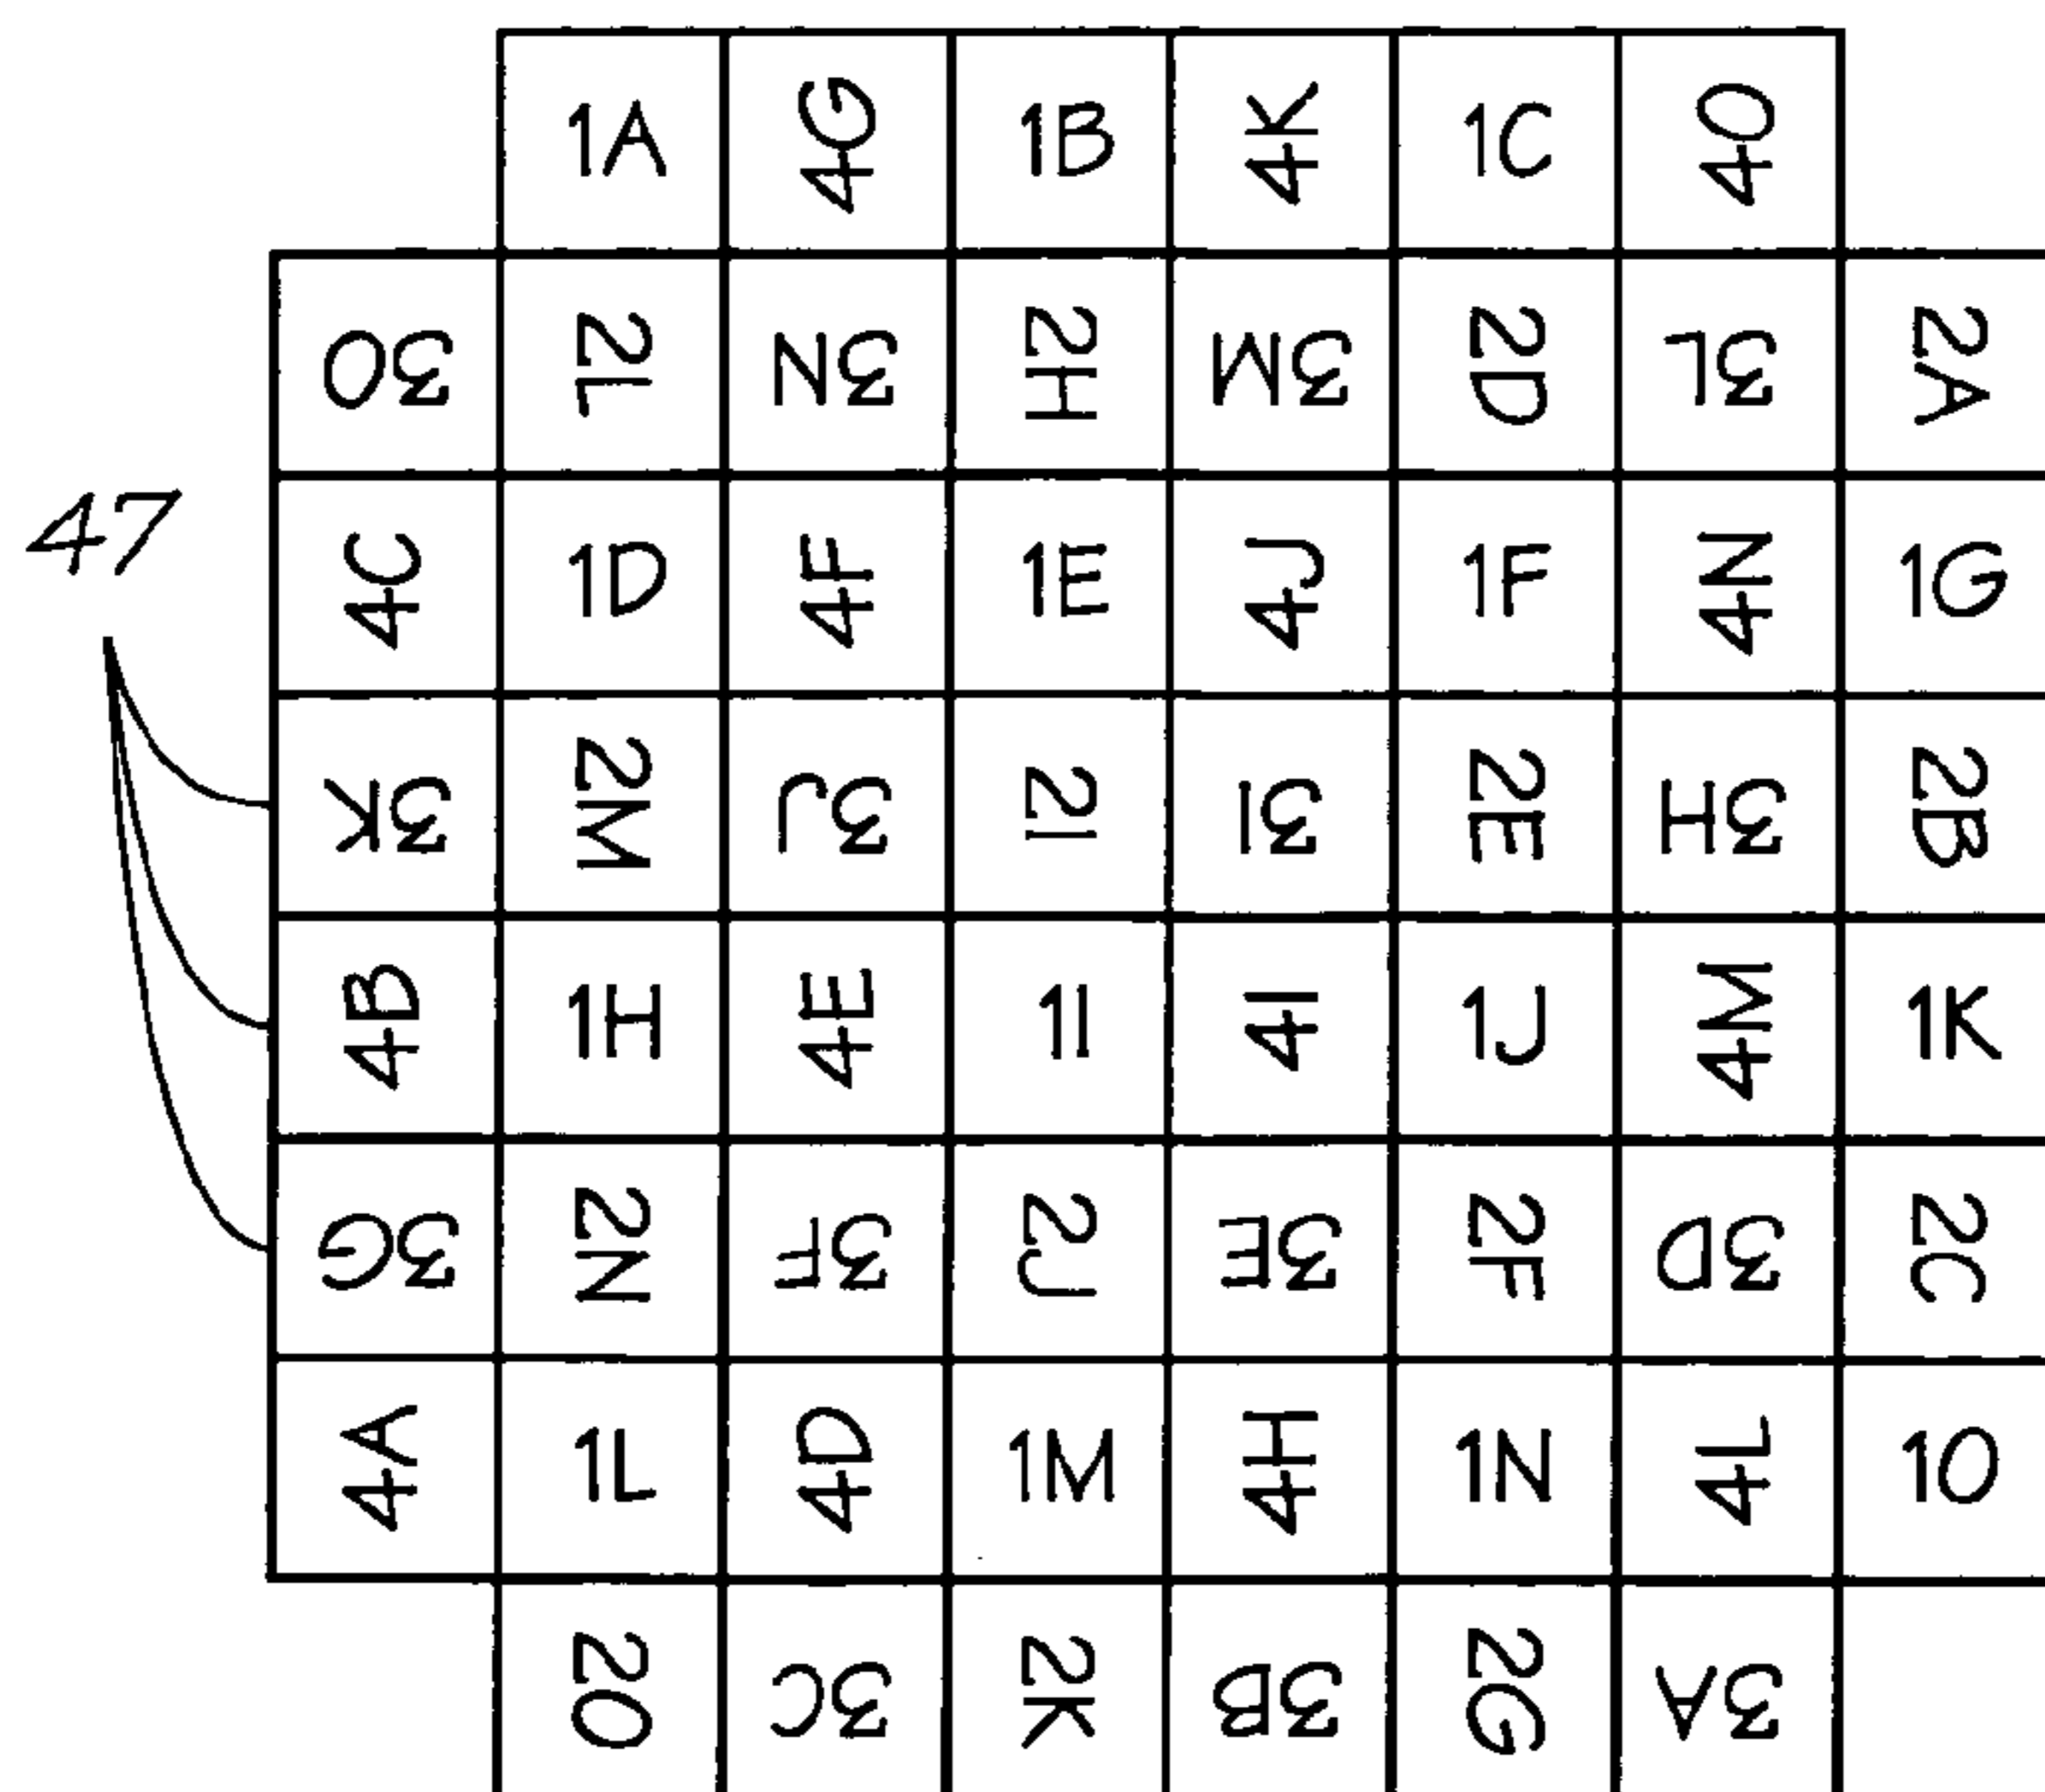 1A 4G 1B 4K 1C 4O
3O 2L 3N 2H 3M 2D 3L 2A
47
4C 1D 4F 1E 4J 1F 4N 1G
3K 2M 3J 2I 3I 2E 3H 2B
4B 1H 4E 1I 4I 1J 4M 1K
3G 2N 3F 2J 3E 2F 3D 2C
4A 1L 4D 1M 4H 1N 4L 1O
2O 3C 2K 3B 2G 3A